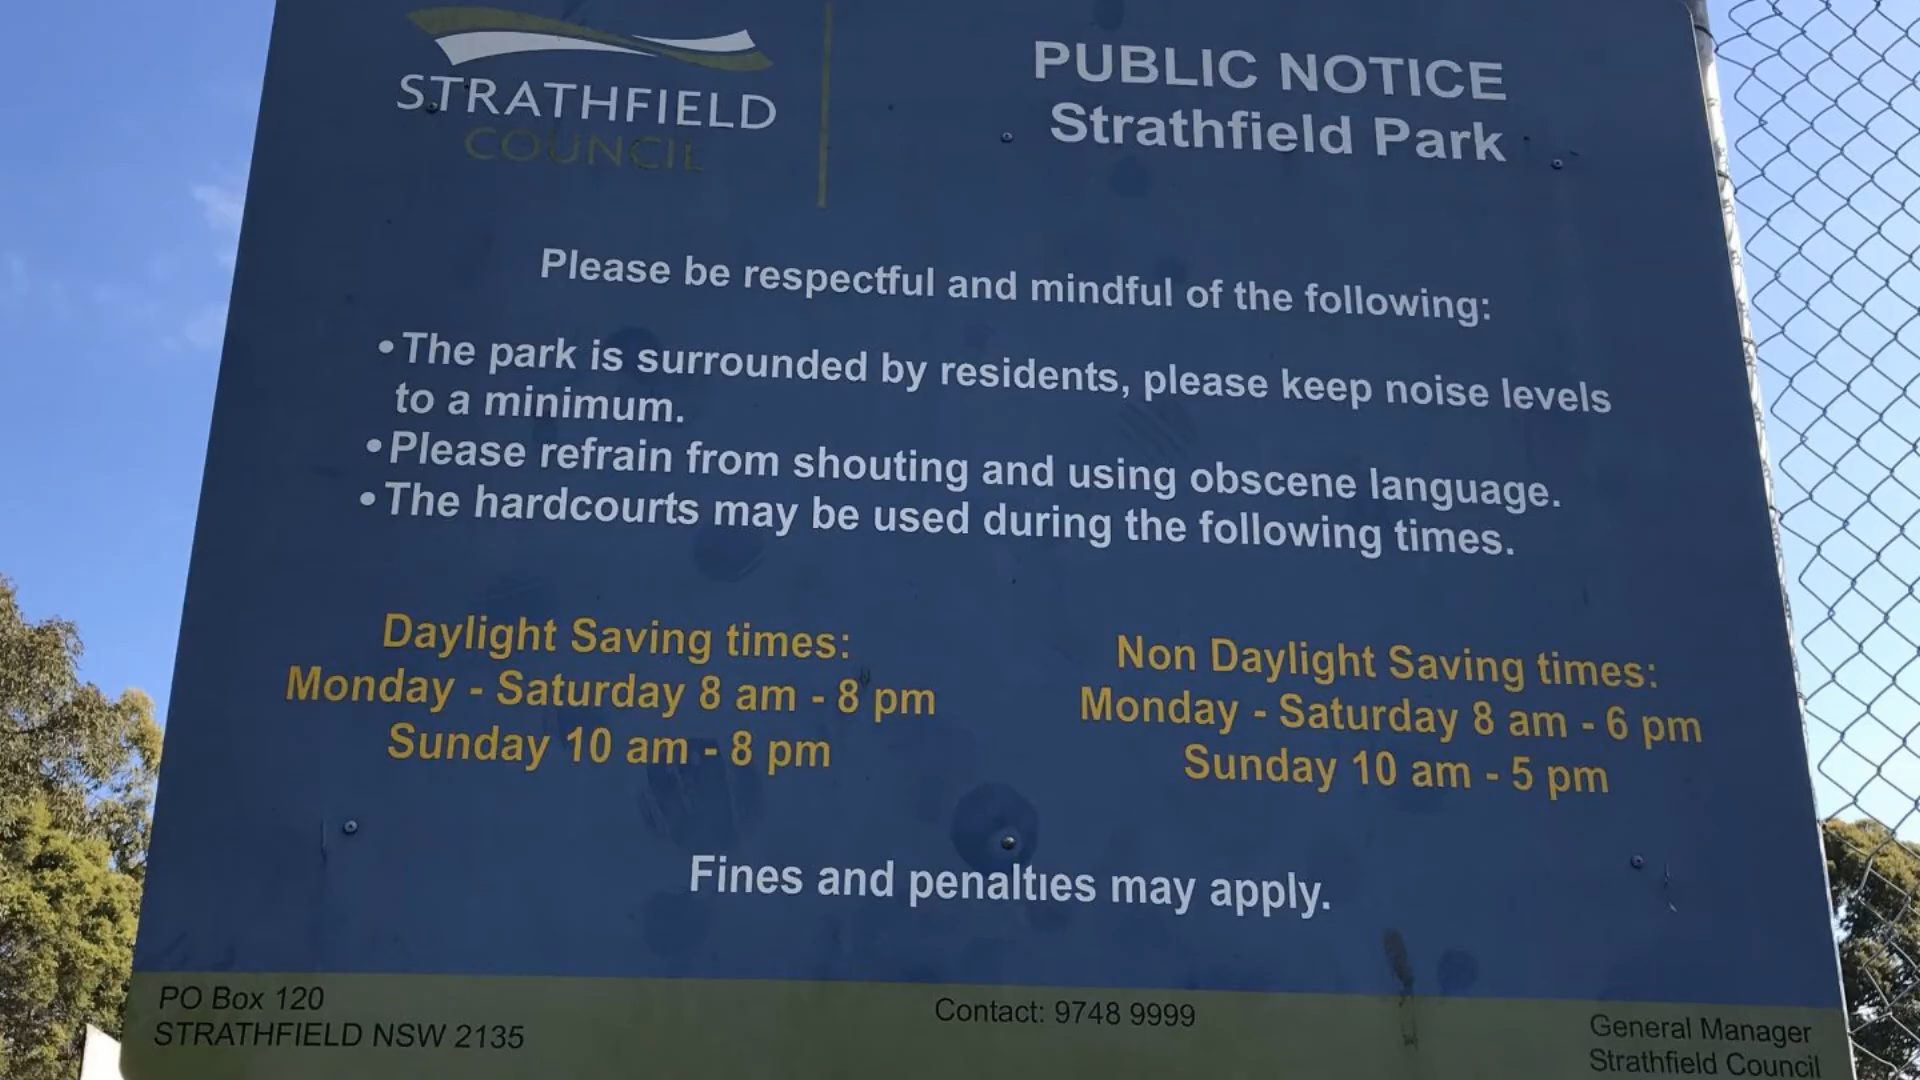 STRATHFIELD
COUNCIL
PUBLIC NOTICE
Strathfield Park
Please be respectful and mindful of the following:
• The park is surrounded by residents, please keep noise levels
to a minimum.
• Please refrain from shouting and using obscene language.
• The hardcourts may be used during the following times.
Daylight Saving times:
Monday - Saturday 8 am - 8 pm
Sunday 10 am - 8 pm
Non Daylight Saving times:
Monday - Saturday 8 am - 6 pm
Sunday 10 am - 5 pm
Fines and penalties may apply.
PO Box 120
STRATHFIELD NSW 2135
Contact: 9748 9999
General Manager
Strathfield Council